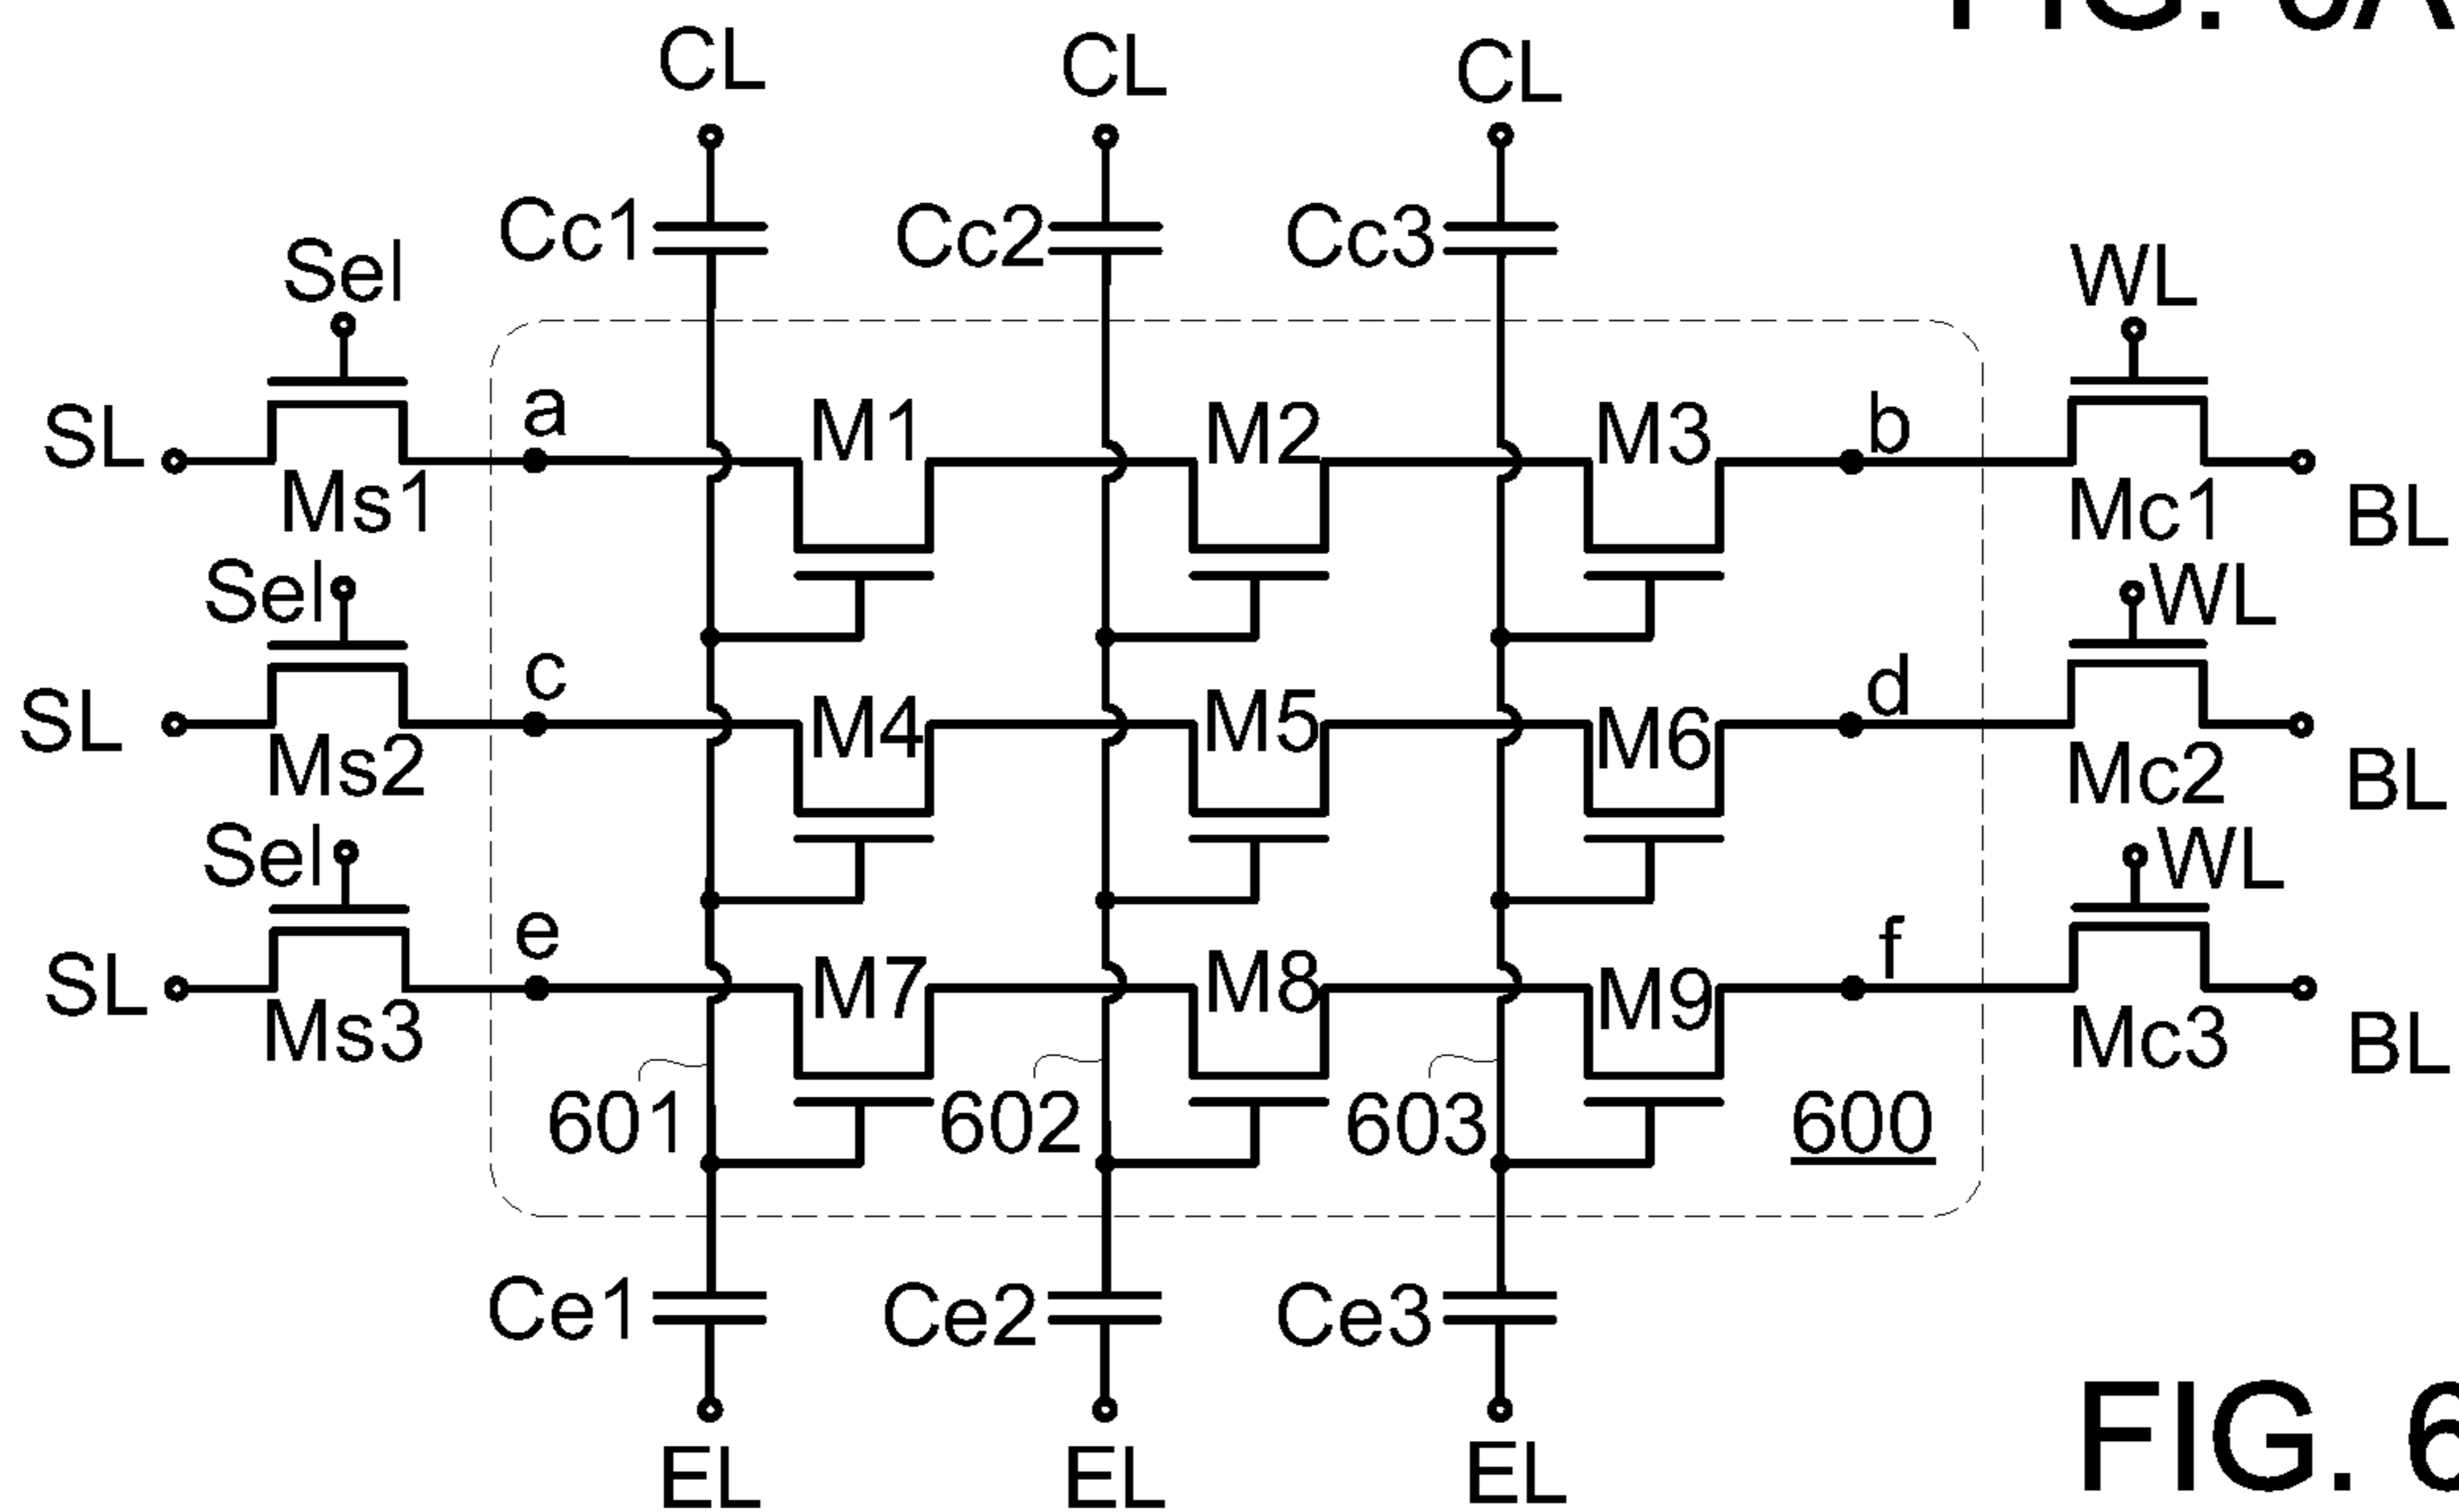 CL CL CL
Cc1 Cc2 Cc3
Sel WL
SL a M1 M2 M3 b
Ms1 Mc1 BL
Sel WL
SL c M4 M5 M6 d
Ms2 Mc2 BL
Sel WL
SL e M7 M8 M9 f
Ms3 Mc3 BL
601 602 603 600
Ce1 Ce2 Ce3
EL EL EL
FIG. 6